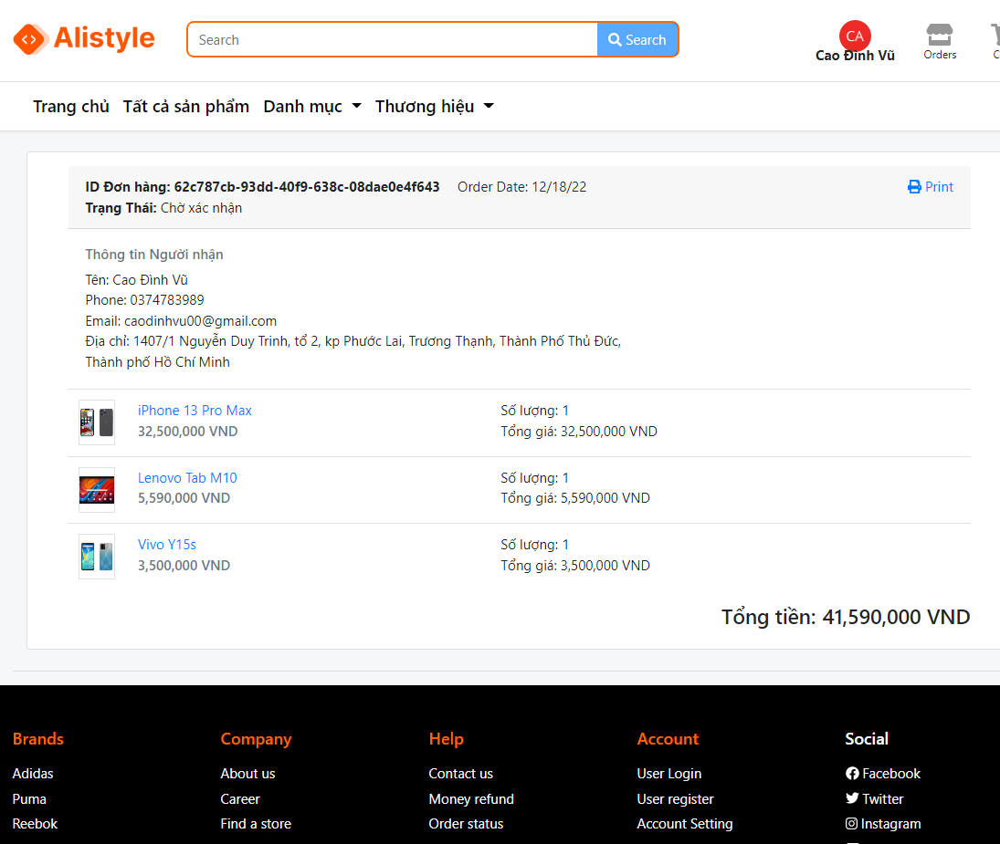 Alistyle
Search
Search
CA
Cao Đình Vũ
Orders
Trang chủ Tất cả sản phẩm Danh mục Thương hiệu
ID Đơn hàng: 62c787cb-93dd-40f9-638c-08dae0e4f643 Order Date: 12/18/22
Print
Trạng Thái: Chờ xác nhận
Thông tin Người nhận
Tên: Cao Đình Vũ
Phone: 0374783989
Email: caodinhvu00@gmail.com
Địa chỉ: 1407/1 Nguyễn Duy Trinh, tổ 2, kp Phước Lai, Trương Thạnh, Thành Phố Thủ Đức,
Thành phố Hồ Chí Minh
iPhone 13 Pro Max
32,500,000 VND
Số lượng: 1
Tổng giá: 32,500,000 VND
Lenovo Tab M10
5,590,000 VND
Số lượng: 1
Tổng giá: 5,590,000 VND
Vivo Y15s
3,500,000 VND
Số lượng: 1
Tổng giá: 3,500,000 VND
Tổng tiền: 41,590,000 VND
Brands
Adidas
Puma
Reebok
Company
About us
Career
Find a store
Help
Contact us
Money refund
Order status
Account
User Login
User register
Account Setting
Social
Facebook
Twitter
Instagram